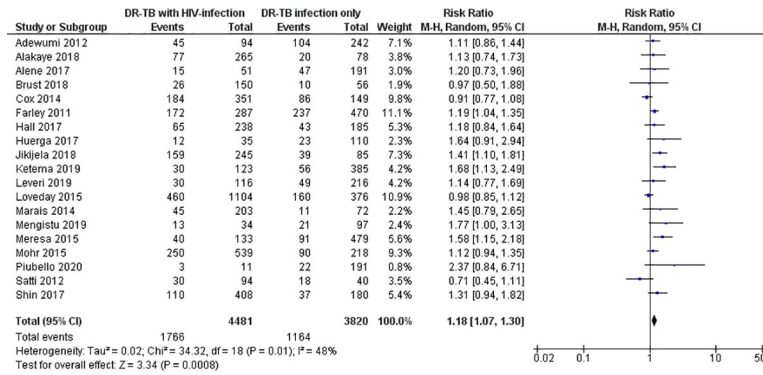 DR-TB with HIV-infection DR-TB infection only Risk Ratio Risk Ratio
Study or Subgroup Events Total Events Total Weight M-H, Random, 95% CI M-H, Random, 95% CI
Adewumi 2012 45 94 104 242 7.1% 1.11 [0.86, 1.44]
Alakaye 2018 77 265 20 78 4.0% 1.13 [0.74, 1.73]
Alene 2017 15 51 47 191 3.1% 1.20 [0.73, 1.96]
Brust 2018 26 150 10 56 1.9% 0.97 [0.50, 1.88]
Cox 2014 184 351 86 149 9.6% 0.91 [0.77, 1.08]
Farley 2011 172 287 237 470 11.1% 1.19 [1.04, 1.35]
Hall 2017 65 238 43 185 5.2% 1.18 [0.84, 1.64]
Huerga 2017 12 35 23 110 2.3% 1.64 [0.91, 2.94]
Jikijela 2018 159 245 39 85 7.4% 1.41 [1.10, 1.81]
Ketema 2019 30 123 56 385 4.4% 1.68 [1.13, 2.49]
Leveri 2019 30 116 49 216 4.2% 1.14 [0.77, 1.69]
Loveday 2015 460 1104 160 376 10.9% 0.98 [0.85, 1.12]
Marais 2014 45 203 11 72 2.2% 1.45 [0.79, 2.65]
Mengistu 2019 13 34 21 97 2.4% 1.77 [1.00, 3.13]
Meresa 2015 40 133 91 479 5.6% 1.58 [1.15, 2.18]
Mohr 2015 250 539 90 218 9.3% 1.12 [0.94, 1.35]
Piubello 2020 3 11 22 191 0.9% 2.37 [0.84, 6.71]
Satti 2012 30 94 18 40 3.6% 0.71 [0.45, 1.11]
Shin 2017 110 408 37 180 5.4% 1.31 [0.94, 1.82]
Total (95% CI) 4481 3820 100.0% 1.18 [1.07, 1.30]
Total events 1766 1164
Heterogeneity: Tau² = 0.02; Chi² = 34.32, df = 18 (P = 0.01); I² = 48%
Test for overall effect: Z = 3.34 (P = 0.0008)
0.02 0.1 1 10 50